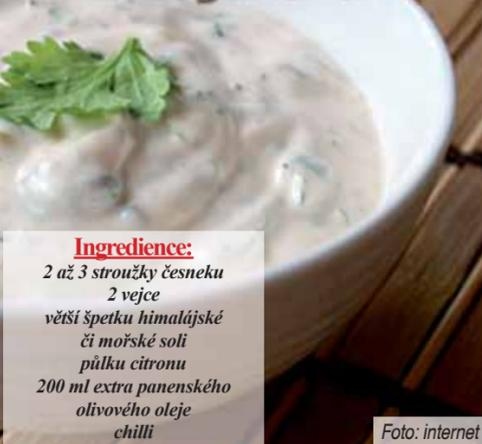 Ingredience:
2 až 3 stroužky česneku
2 vejce
větší špetku himalájské
či mořské soli
půlku citronu
200 ml extra panenského
olivového oleje
chilli
Foto: internet